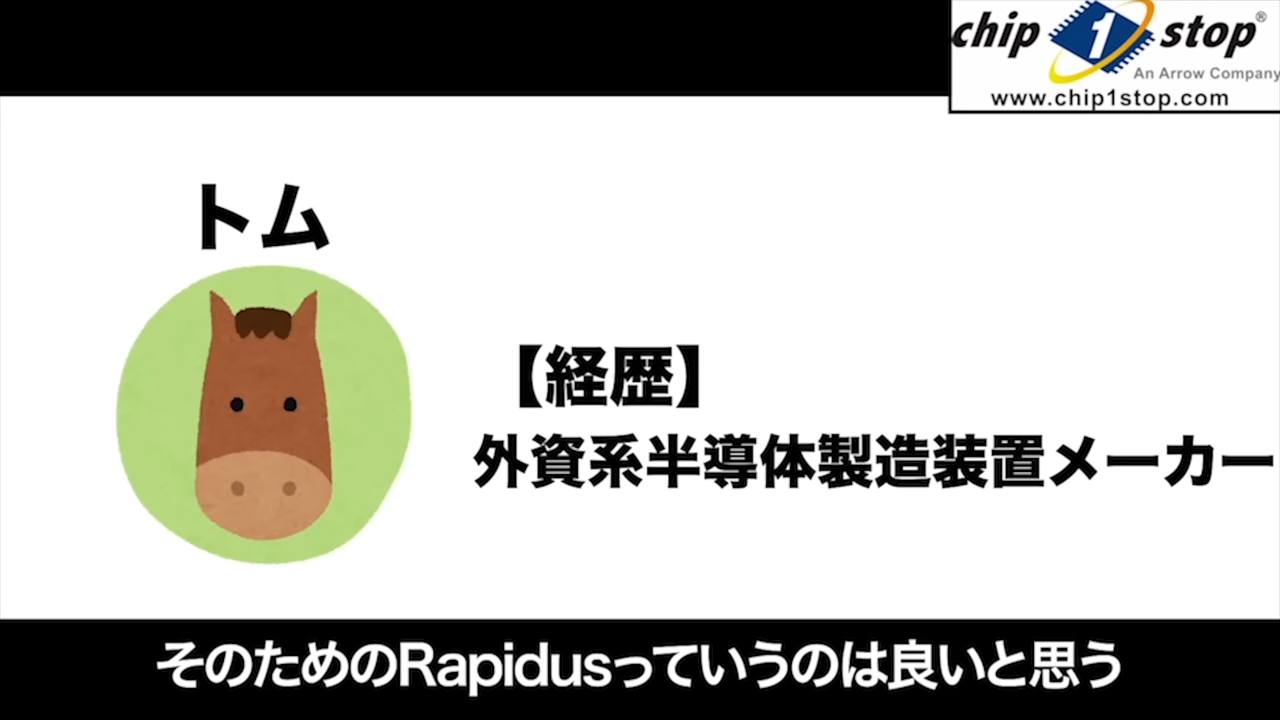 chip 1 stop®
An Arrow Company
www.chip1stop.com
トム
【経歴】
外資系半導体製造装置メーカー
そのためのRapidusっていうのは良いと思う